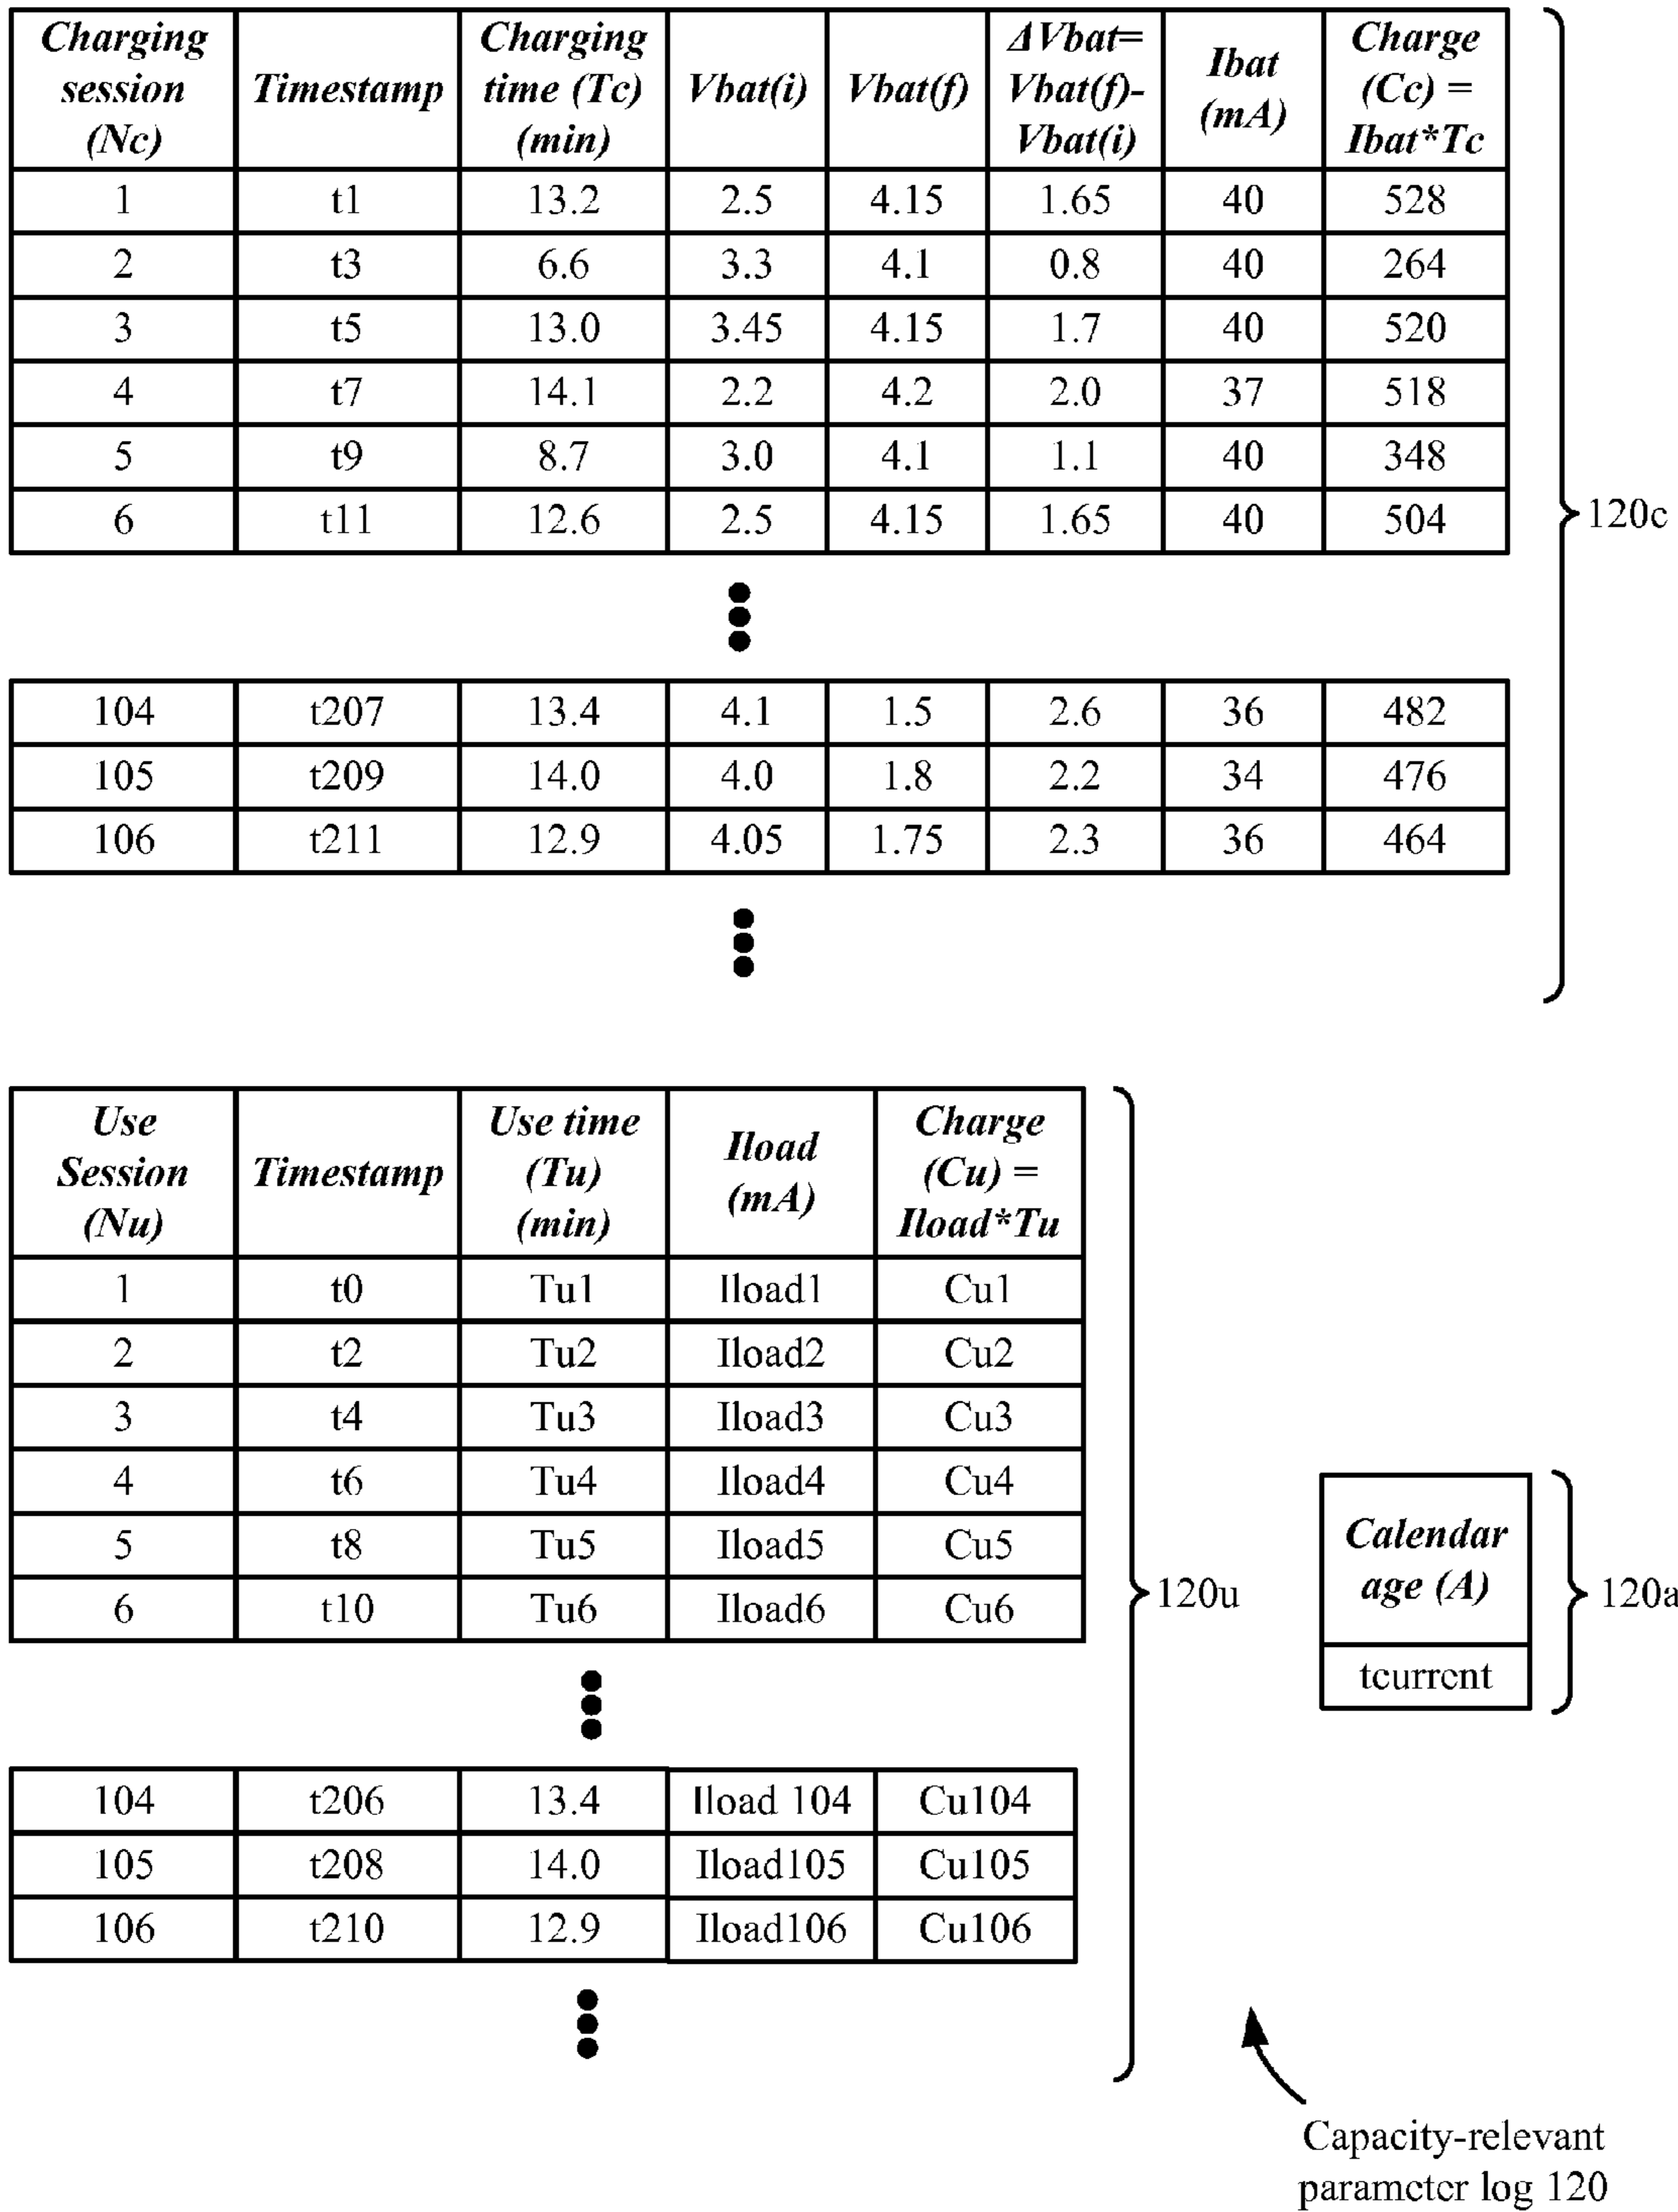 Charging session (Nc) Timestamp Charging time (Tc) (min) Vbat(i) Vbat(f) ΔVbat= Vbat(f)- Vbat(i) Ibat (mA) Charge (Cc) = Ibat*Tc
1 t1 13.2 2.5 4.15 1.65 40 528
2 t3 6.6 3.3 4.1 0.8 40 264
3 t5 13.0 3.45 4.15 1.7 40 520
4 t7 14.1 2.2 4.2 2.0 37 518
5 t9 8.7 3.0 4.1 1.1 40 348
6 t11 12.6 2.5 4.15 1.65 40 504
120c
104 t207 13.4 4.1 1.5 2.6 36 482
105 t209 14.0 4.0 1.8 2.2 34 476
106 t211 12.9 4.05 1.75 2.3 36 464
Use Session (Nu) Timestamp Use time (Tu) (min) Iload (mA) Charge (Cu) = Iload*Tu
1 t0 Tu1 Iload1 Cu1
2 t2 Tu2 Iload2 Cu2
3 t4 Tu3 Iload3 Cu3
4 t6 Tu4 Iload4 Cu4
5 t8 Tu5 Iload5 Cu5
6 t10 Tu6 Iload6 Cu6
120u
Calendar
age (A)
tcurrent
120a
104 t206 13.4 Iload 104 Cu104
105 t208 14.0 Iload105 Cu105
106 t210 12.9 Iload106 Cu106
Capacity-relevant
parameter log 120